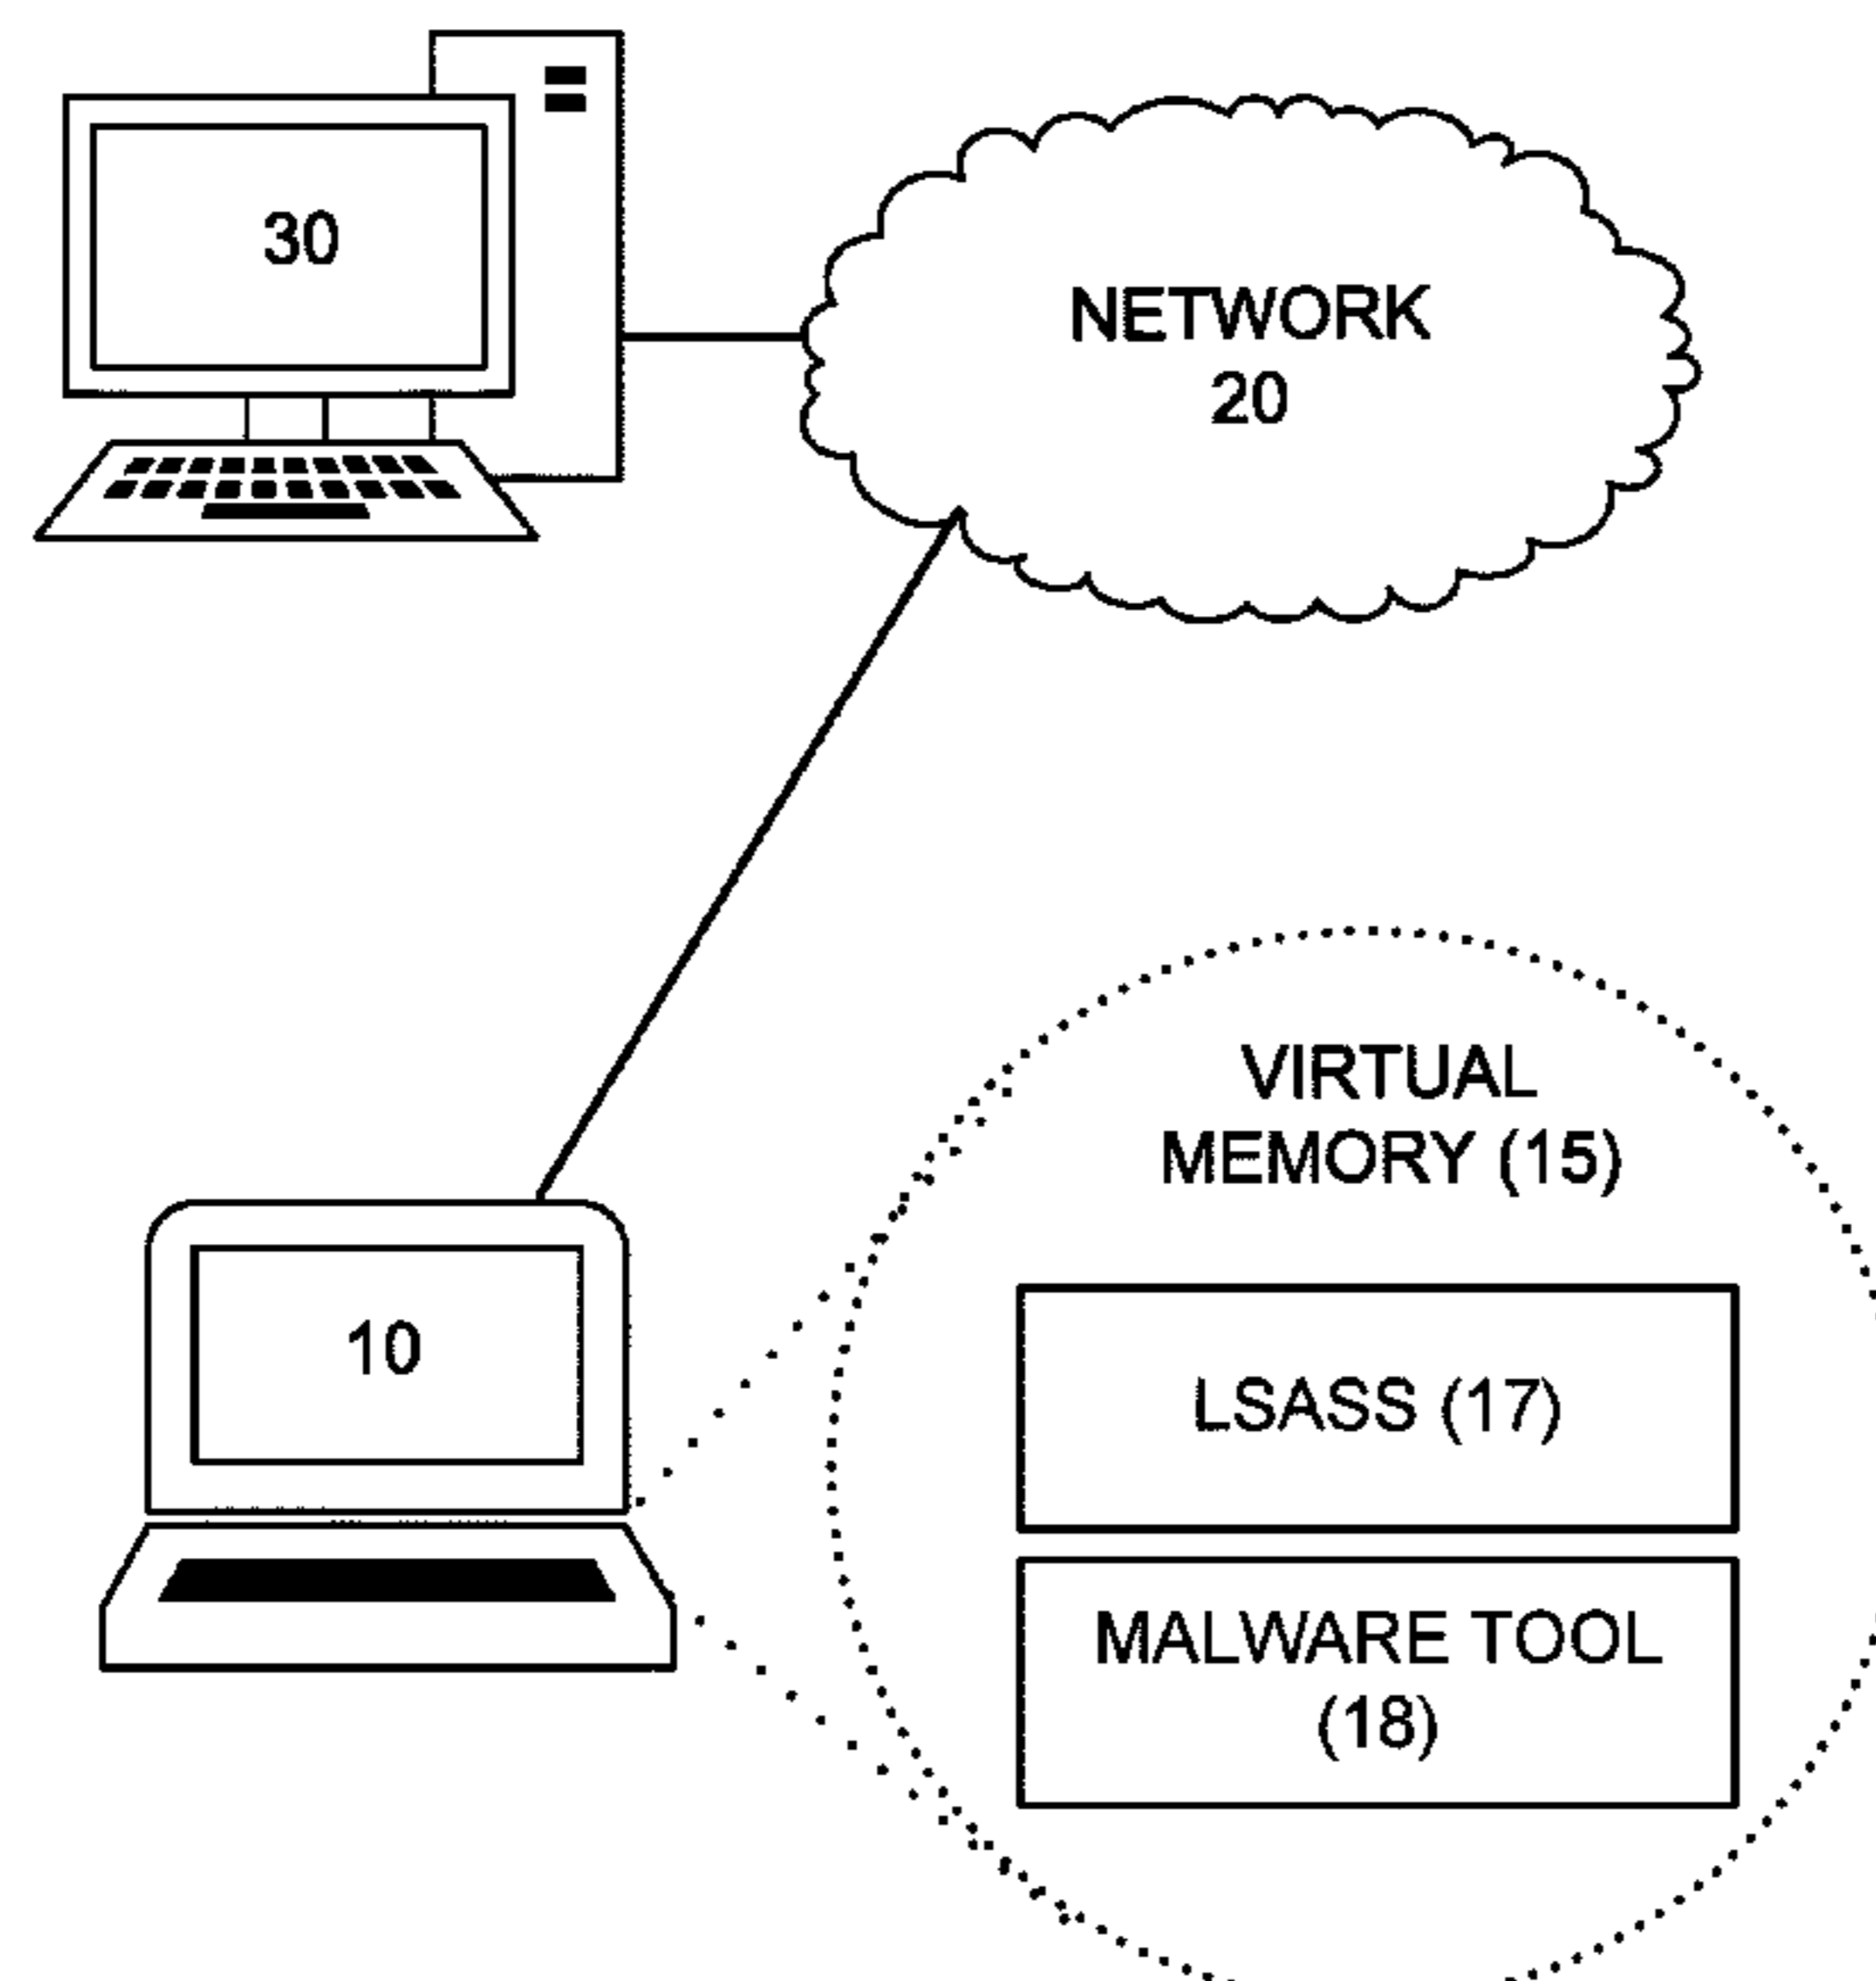 30
NETWORK
20
VIRTUAL
MEMORY (15)
10
LSASS (17)
MALWARE TOOL
(18)